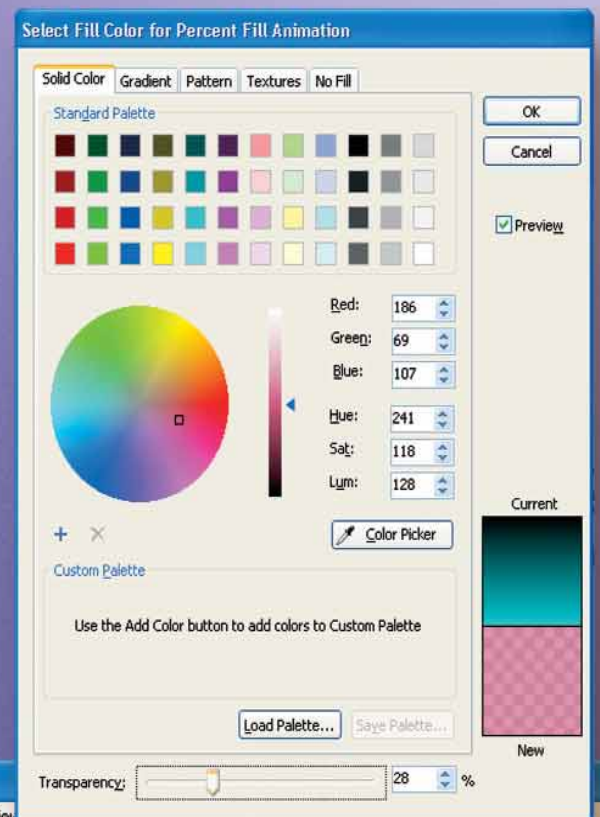 Select Fill Color for Percent Fill Animation
Solid Color Gradient Pattern Textures No Fill
Standard Palette
OK
Cancel
Preview
Red: 186
Green: 69
Blue: 107
Hue: 241
Sat: 118
Lum: 128
Color Picker
Current
Custom Palette
Use the Add Color button to add colors to Custom Palette
Load Palette... Save Palette...
New
Transparency: 28 %